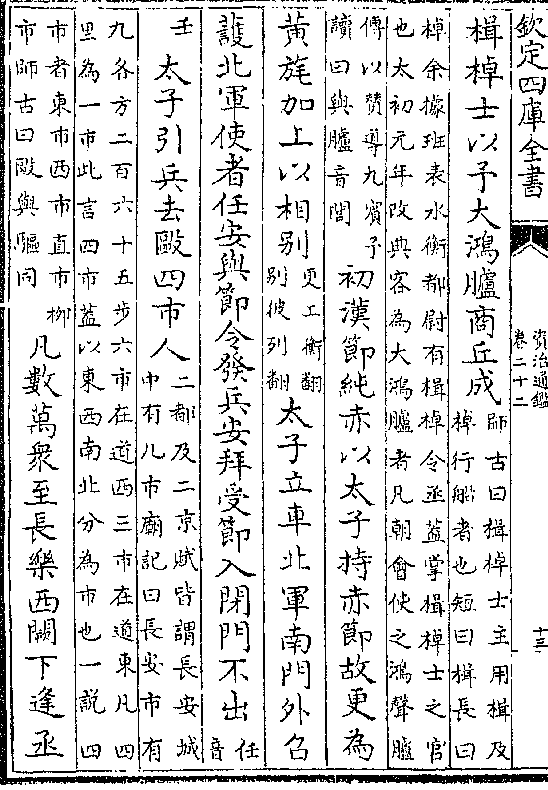 欽定四庫全書
資治通鑑
卷二十二
十三
楫棹士以予大鴻臚商丘成
師古曰楫棹士主用楫及
棹行船者也短曰楫長曰
棹余據班表水衡都尉有楫棹令丞蓋掌楫棹士之官
也太初元年改典客為大鴻臚者凡朝會使之鴻聲臚
傳以贊導九賓予
讀曰與臚音閭
初漢節純赤以太子持赤節故更為
黄旄加上以相别
更工衡翻
别彼列翻
太子立車北軍南門外召
護北軍使者任安與節令發兵安拜受節入閉門不出
任
音
壬
太子引兵去敺四市人
二都及二京賦皆謂長安城
中有九市廟記曰長安市有
九各方二百六十五步六市在道西三市在道東凡四
里為一市此言四市蓋以東西南北分為市也一説四
市者東市西市直市柳
市師古曰敺與驅同
凡數萬衆至長樂西闕下逢丞